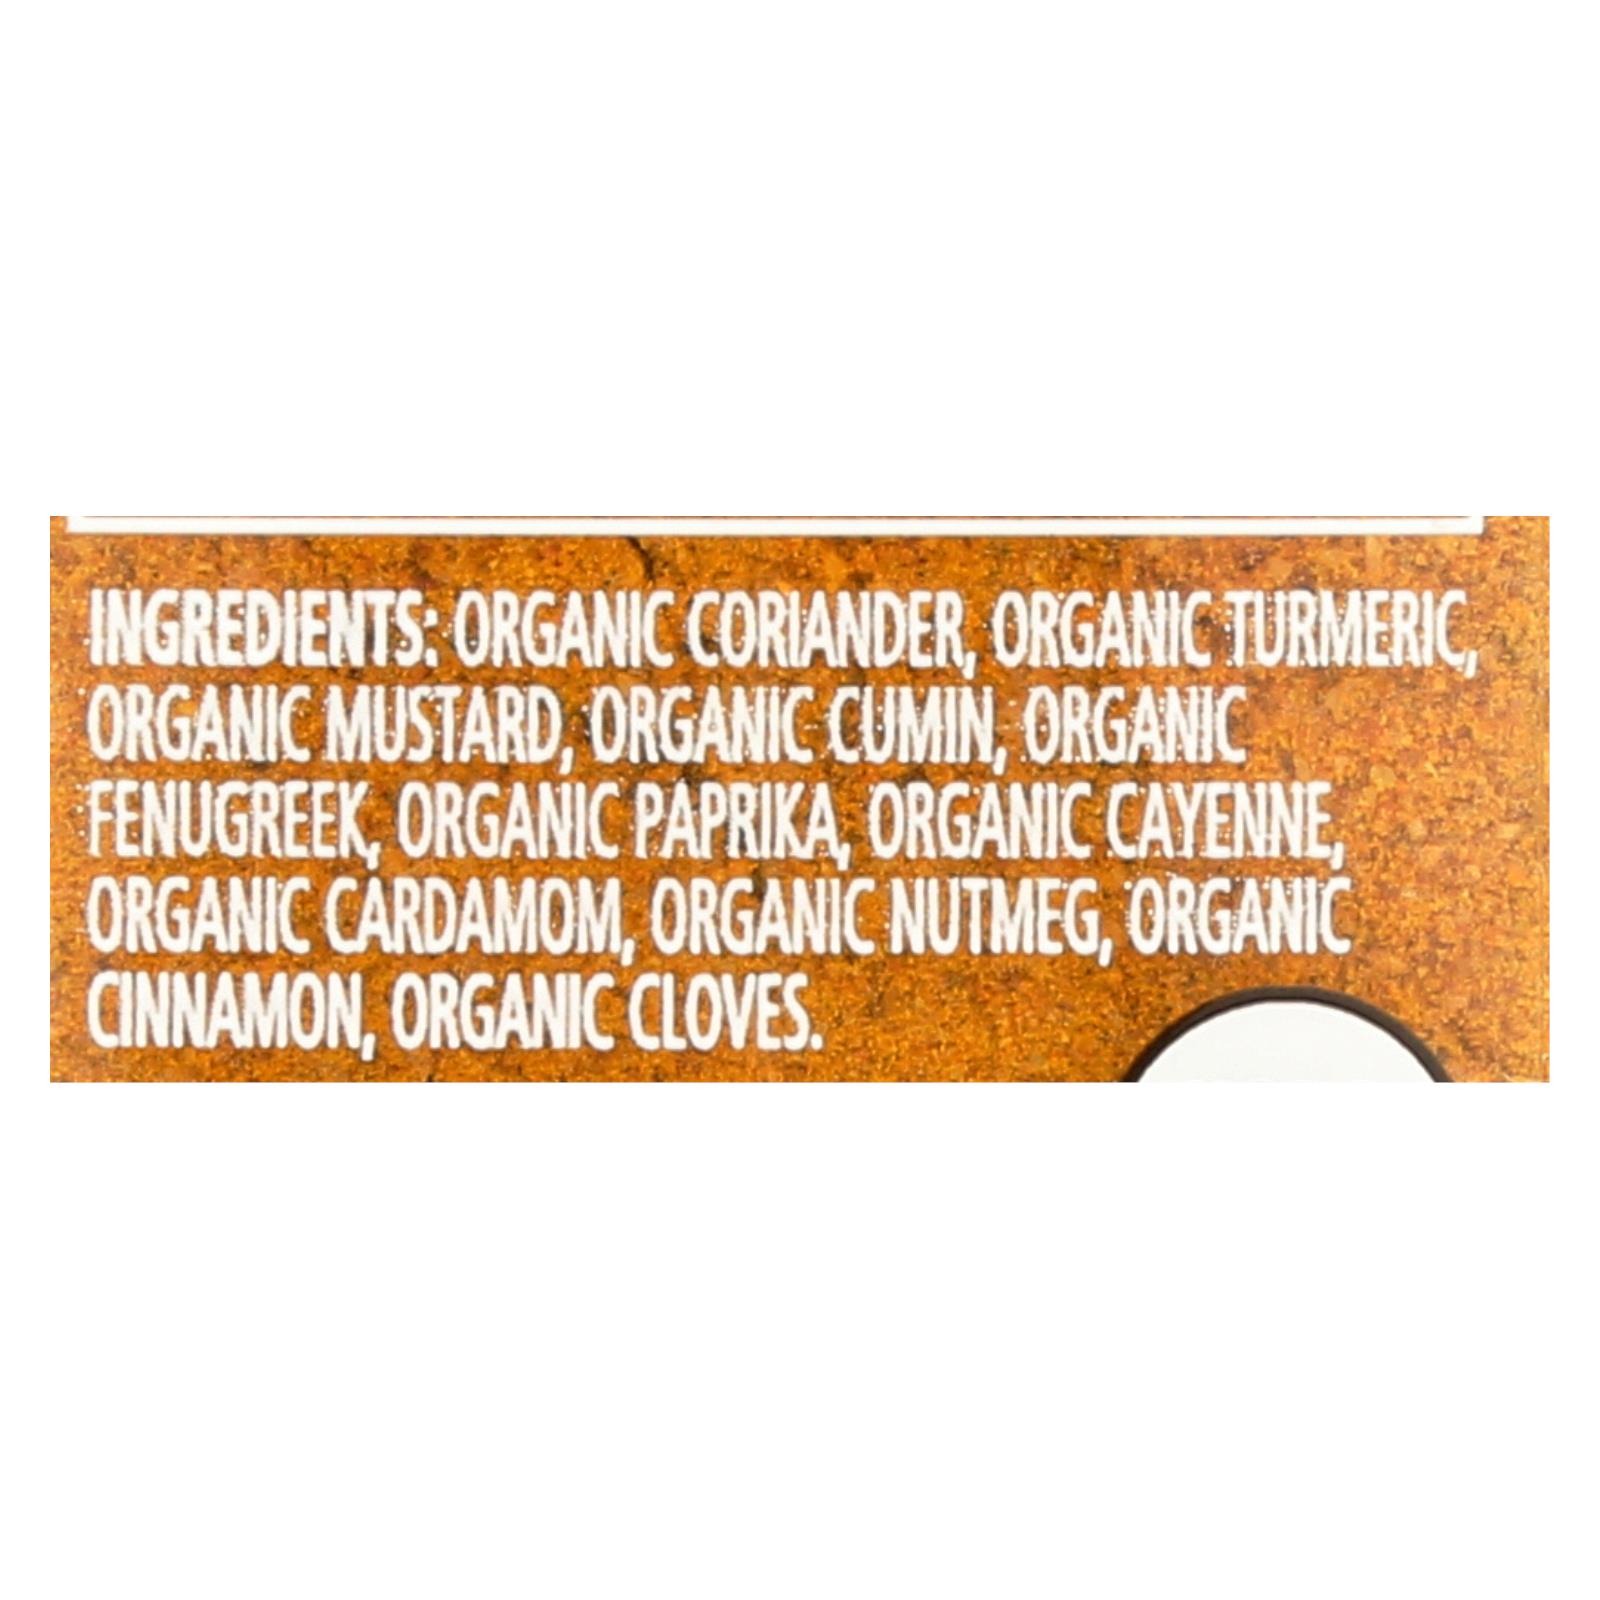 INGREDIENTS: ORGANIC CORIANDER, ORGANIC TURMERIC,
ORGANIC MUSTARD, ORGANIC CUMIN, ORGANIC
FENUGREEK, ORGANIC PAPRIKA, ORGANIC CAYENNE,
ORGANIC CARDAMOM, ORGANIC NUTMEG, ORGANIC
CINNAMON, ORGANIC CLOVES.